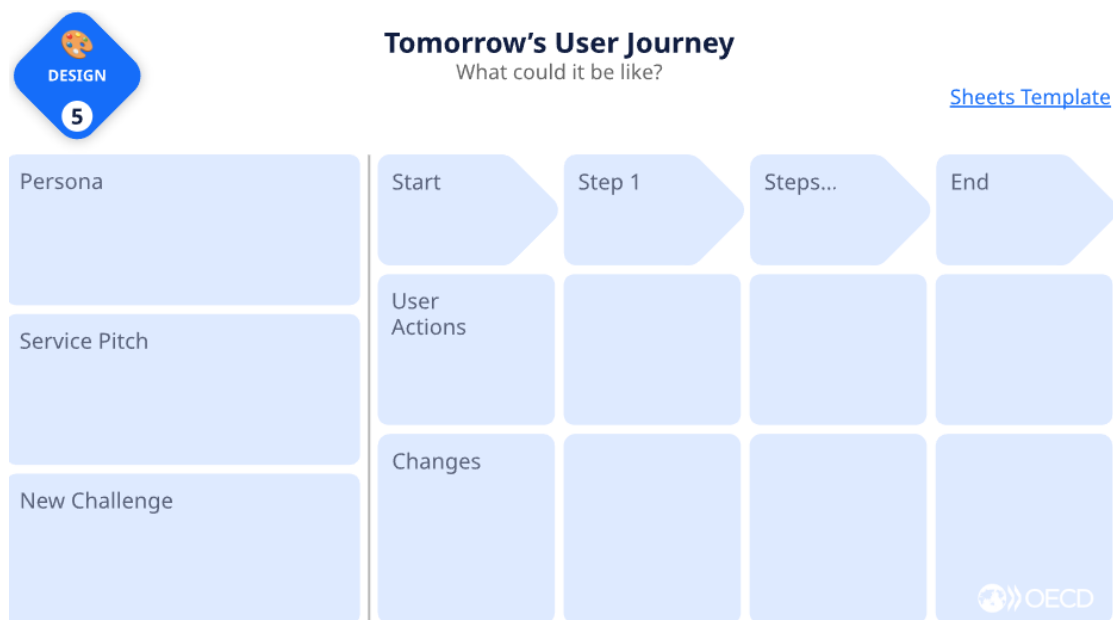 DESIGN
5
Tomorrow’s User Journey
What could it be like?
Sheets Template
Persona
Service Pitch
New Challenge
Start
Step 1
Steps...
End
User
Actions
Changes
OECD